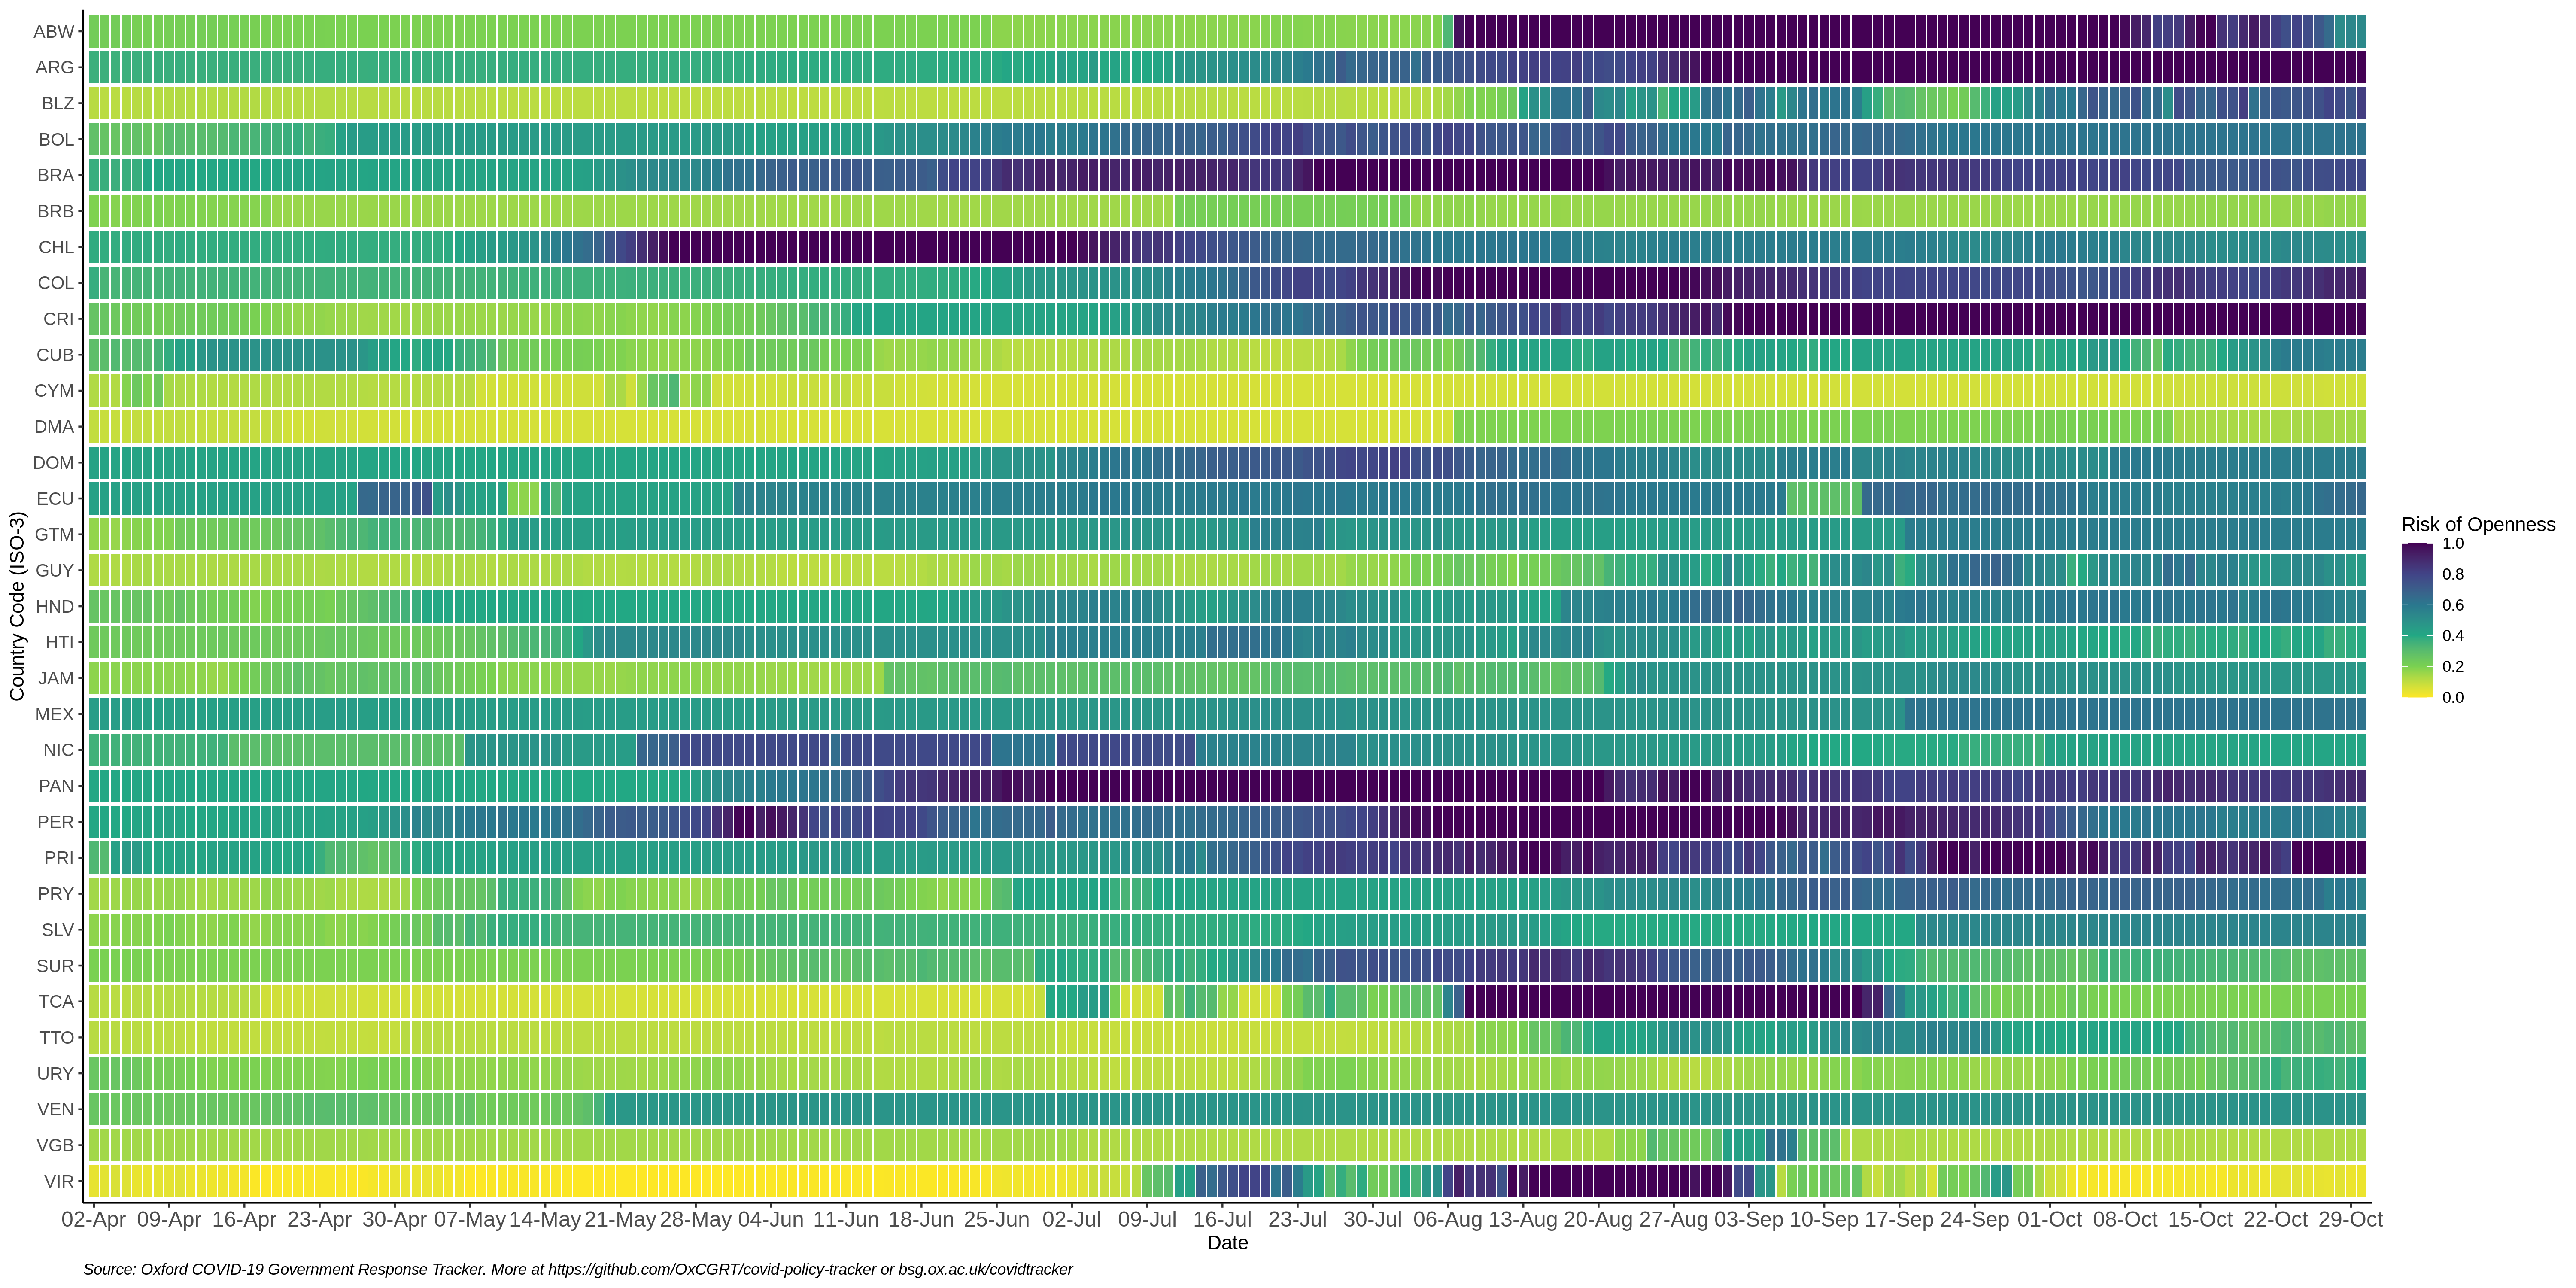 ABW
ARG
BLZ
BOL
BRA
BRB
CHL
COL
CRI
CUB
CYM
DMA
DOM
ECU
GTM
GUY
HND
HTI
JAM
MEX
NIC
PAN
PER
PRI
PRY
SLV
SUR
TCA
TTO
URY
VEN
VGB
VIR
Country Code (ISO-3)
02-Apr 09-Apr 16-Apr 23-Apr 30-Apr 07-May 14-May 21-May 28-May 04-Jun 11-Jun 18-Jun 25-Jun 02-Jul 09-Jul 16-Jul 23-Jul 30-Jul 06-Aug 13-Aug 20-Aug 27-Aug 03-Sep 10-Sep 17-Sep 24-Sep 01-Oct 08-Oct 15-Oct 22-Oct 29-Oct
Date
Risk of Openness
1.0
0.8
0.6
0.4
0.2
0.0
Source: Oxford COVID-19 Government Response Tracker. More at https://github.com/OxCGRT/covid-policy-tracker or bsg.ox.ac.uk/covidtracker